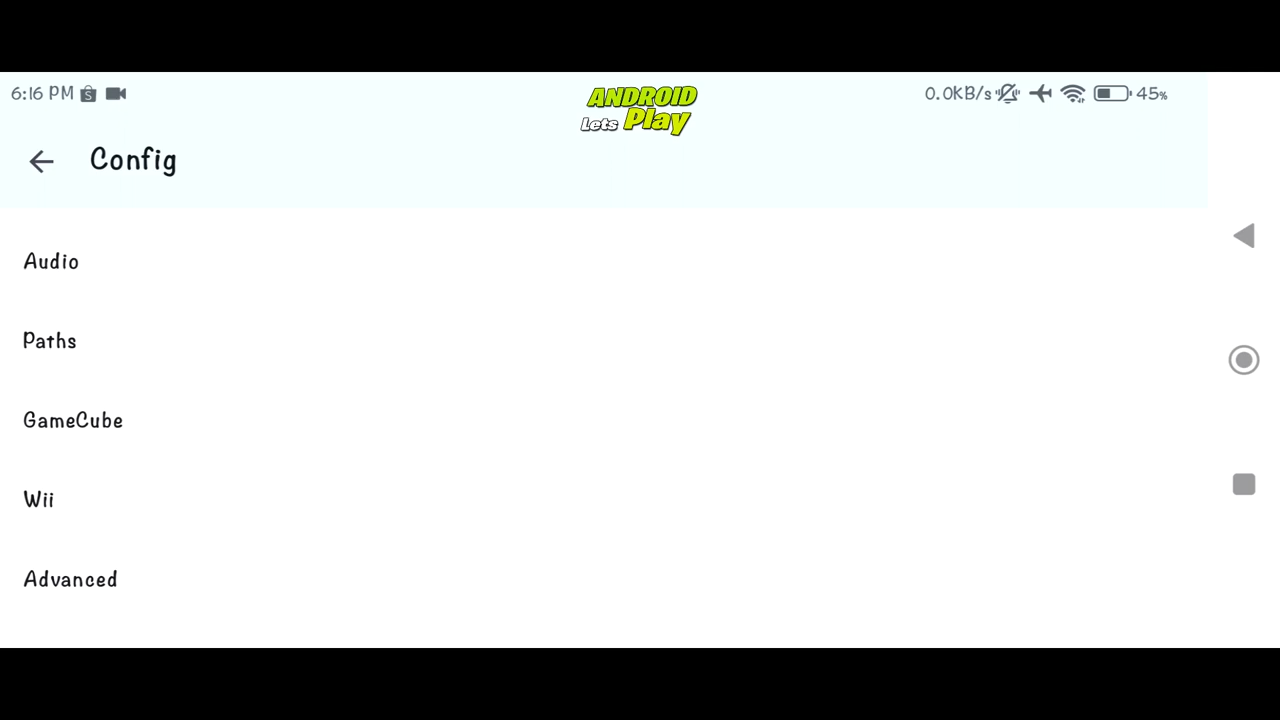 6:16 PM
ANDROID
Lets Play
0.0KB/s 45%
Config
Audio
Paths
GameCube
Wii
Advanced